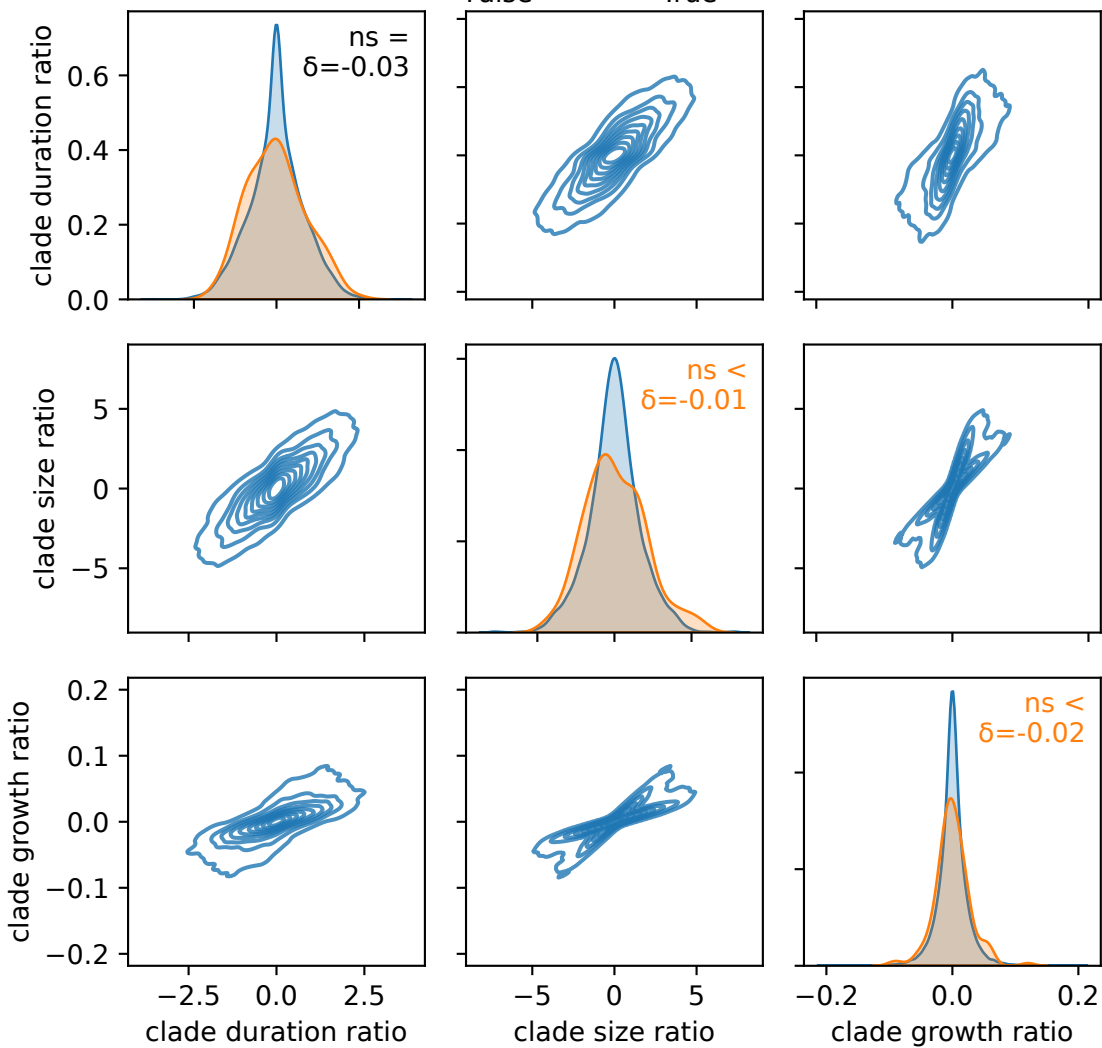 ns =
δ=-0.03
clade duration ratio
0.6
0.4
0.2
0.0
ns <
δ=-0.01
clade size ratio
5
0
−5
ns <
δ=-0.02
clade growth ratio
0.2
0.1
0.0
−0.1
−0.2
−2.5 0.0 2.5
−5 0 5
−0.2 0.0 0.2
clade duration ratio
clade size ratio
clade growth ratio